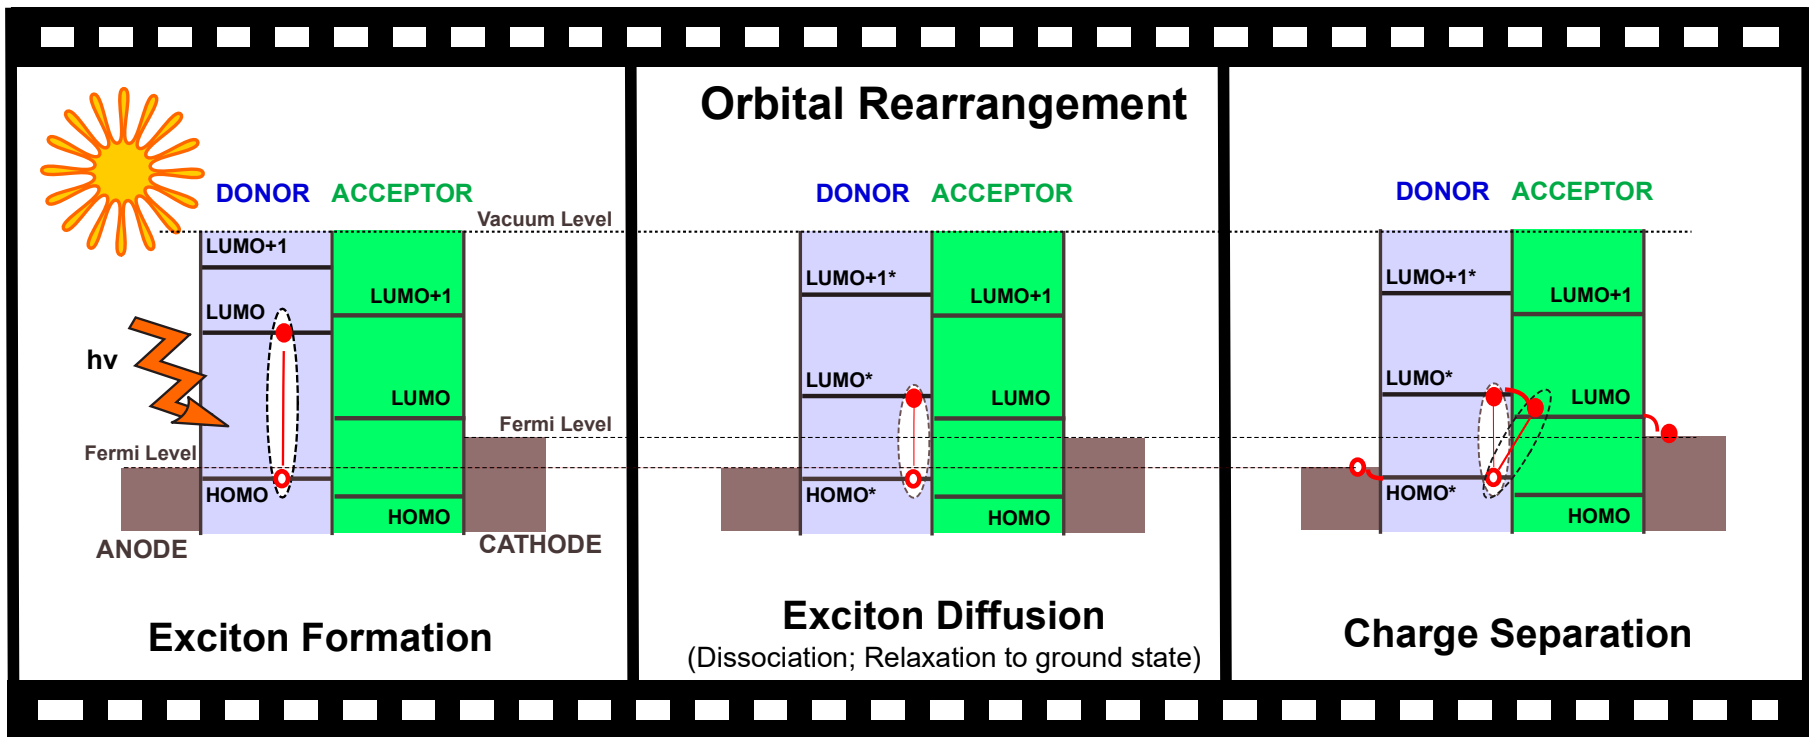 Orbital Rearrangement
DONOR ACCEPTOR
Vacuum Level
LUMO+1
LUMO+1
LUMO
hν
LUMO
Fermi Level
Fermi Level
HOMO
HOMO
ANODE
CATHODE
Exciton Formation
DONOR ACCEPTOR
LUMO+1*
LUMO+1
LUMO*
LUMO
HOMO*
HOMO
Exciton Diffusion
(Dissociation; Relaxation to ground state)
DONOR ACCEPTOR
LUMO+1*
LUMO+1
LUMO*
LUMO
HOMO*
HOMO
Charge Separation